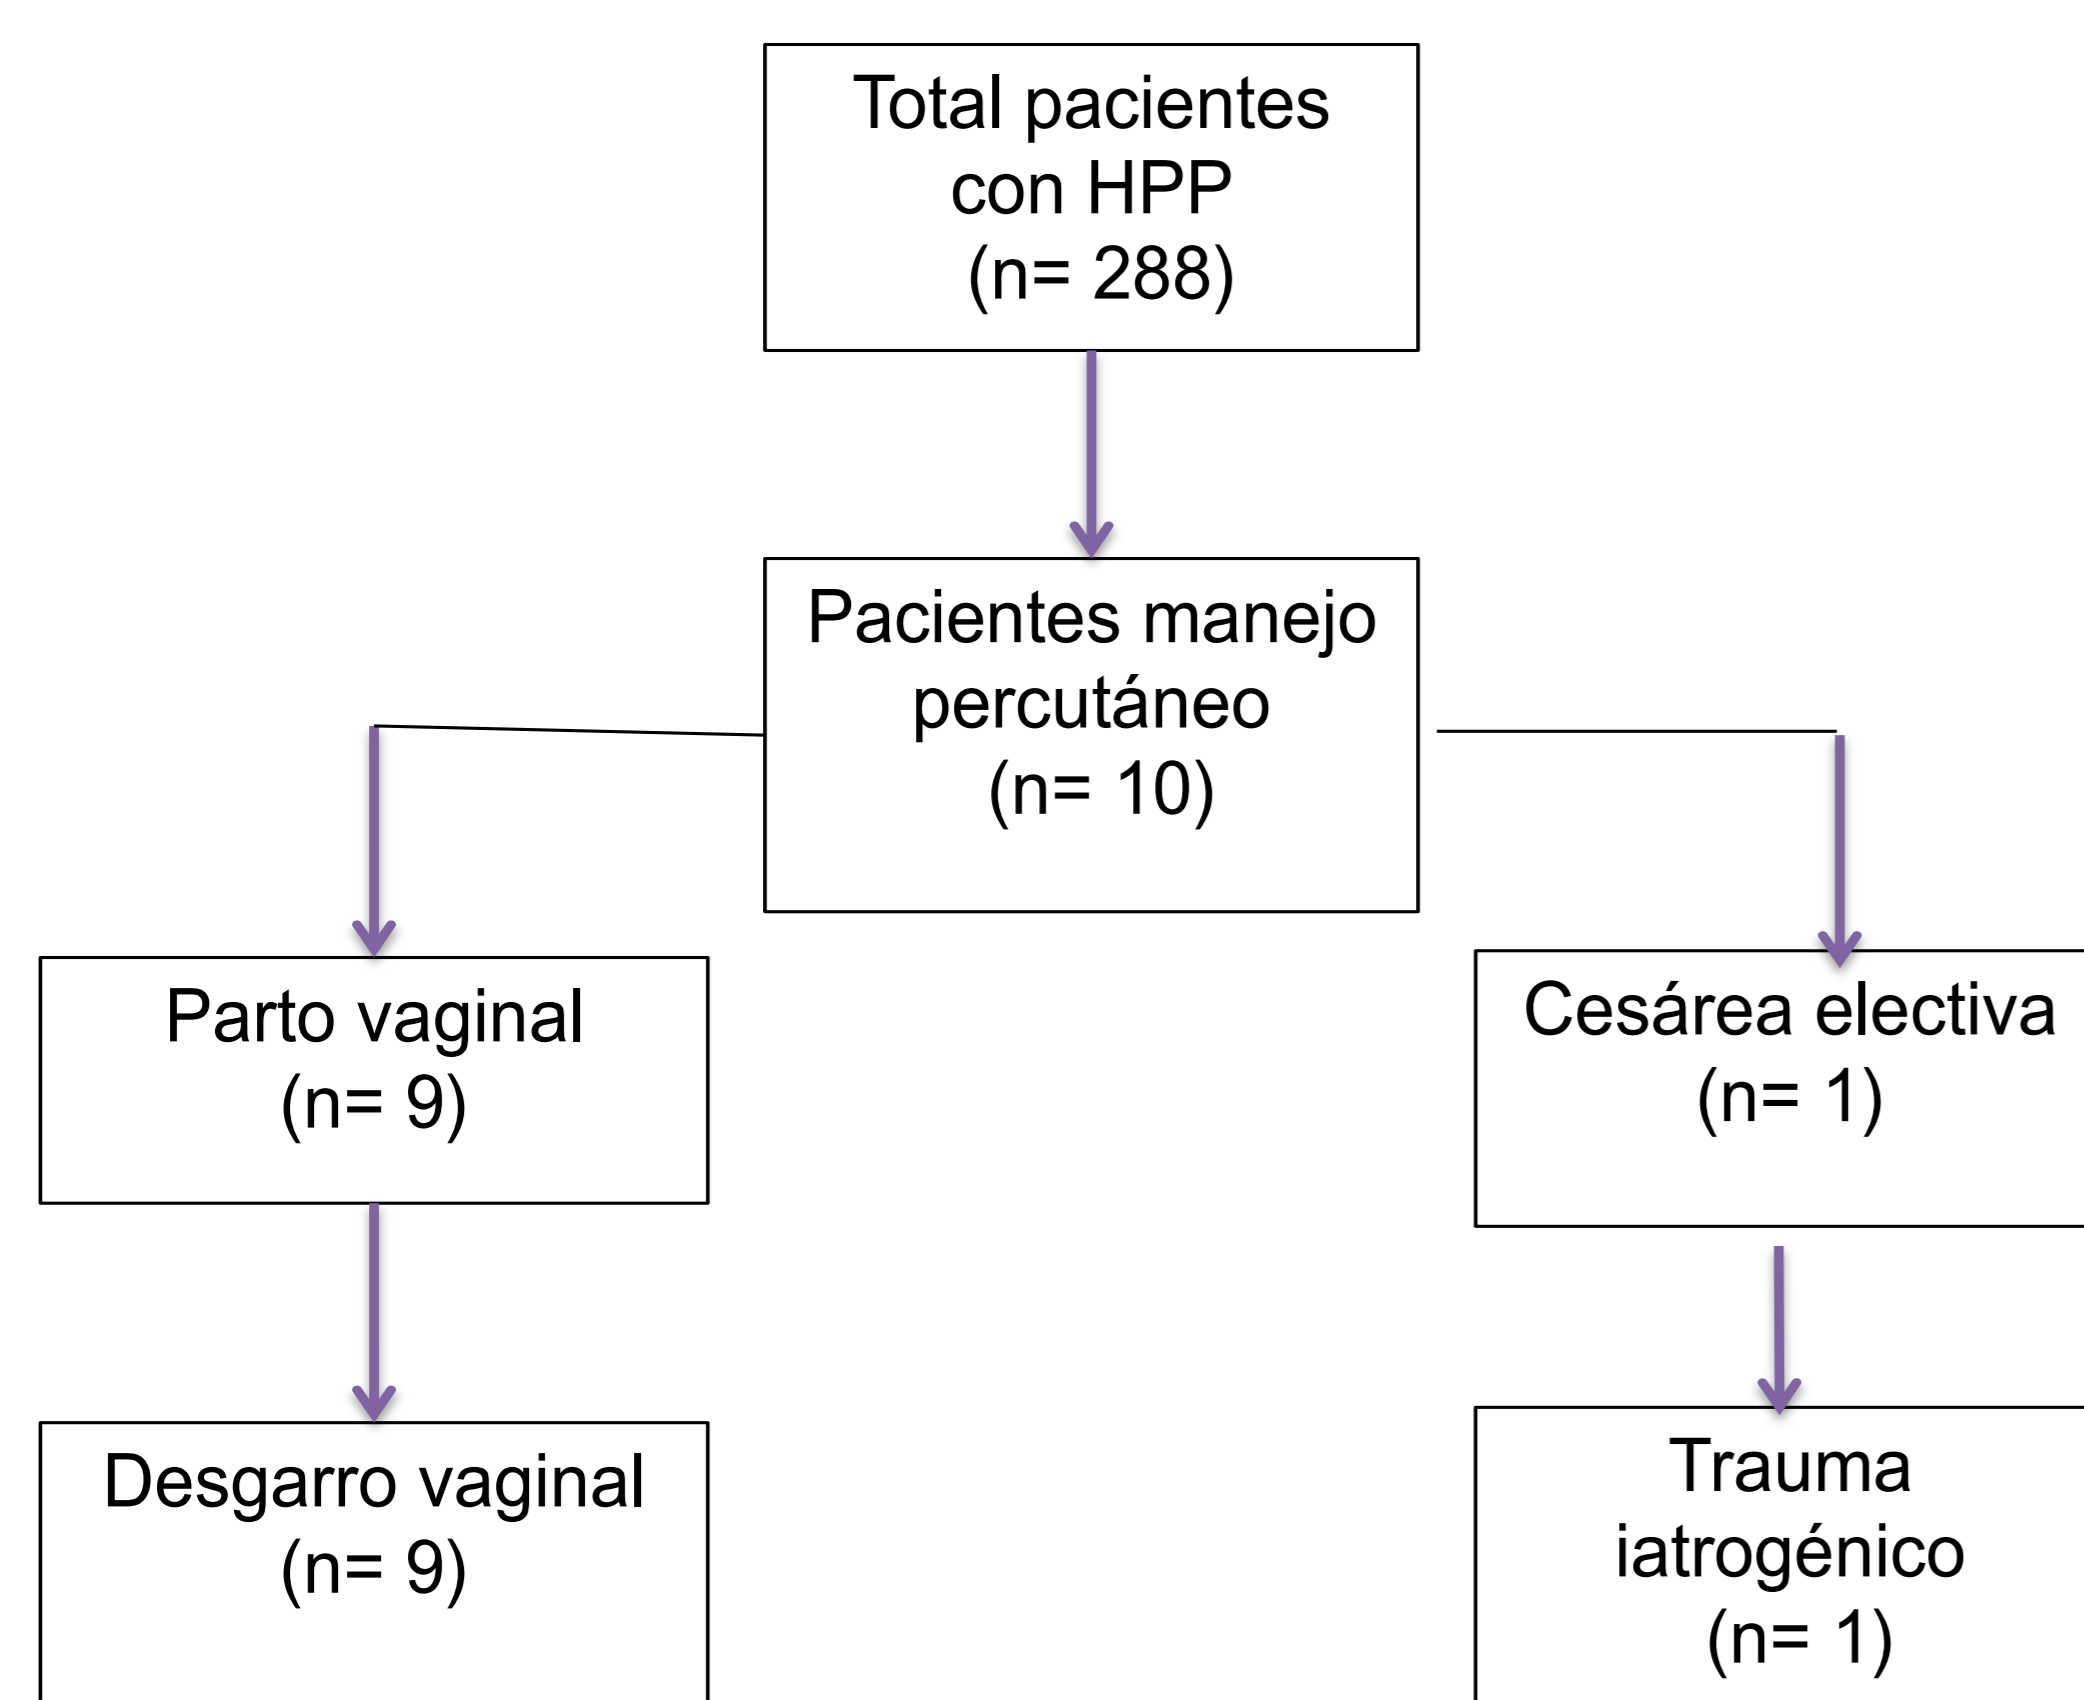 Total pacientes
con HPP
(n= 288)
Pacientes manejo
percutáneo
(n= 10)
Parto vaginal
(n= 9)
Cesárea electiva
(n= 1)
Desgarro vaginal
(n= 9)
Trauma
iatrogénico
(n= 1)